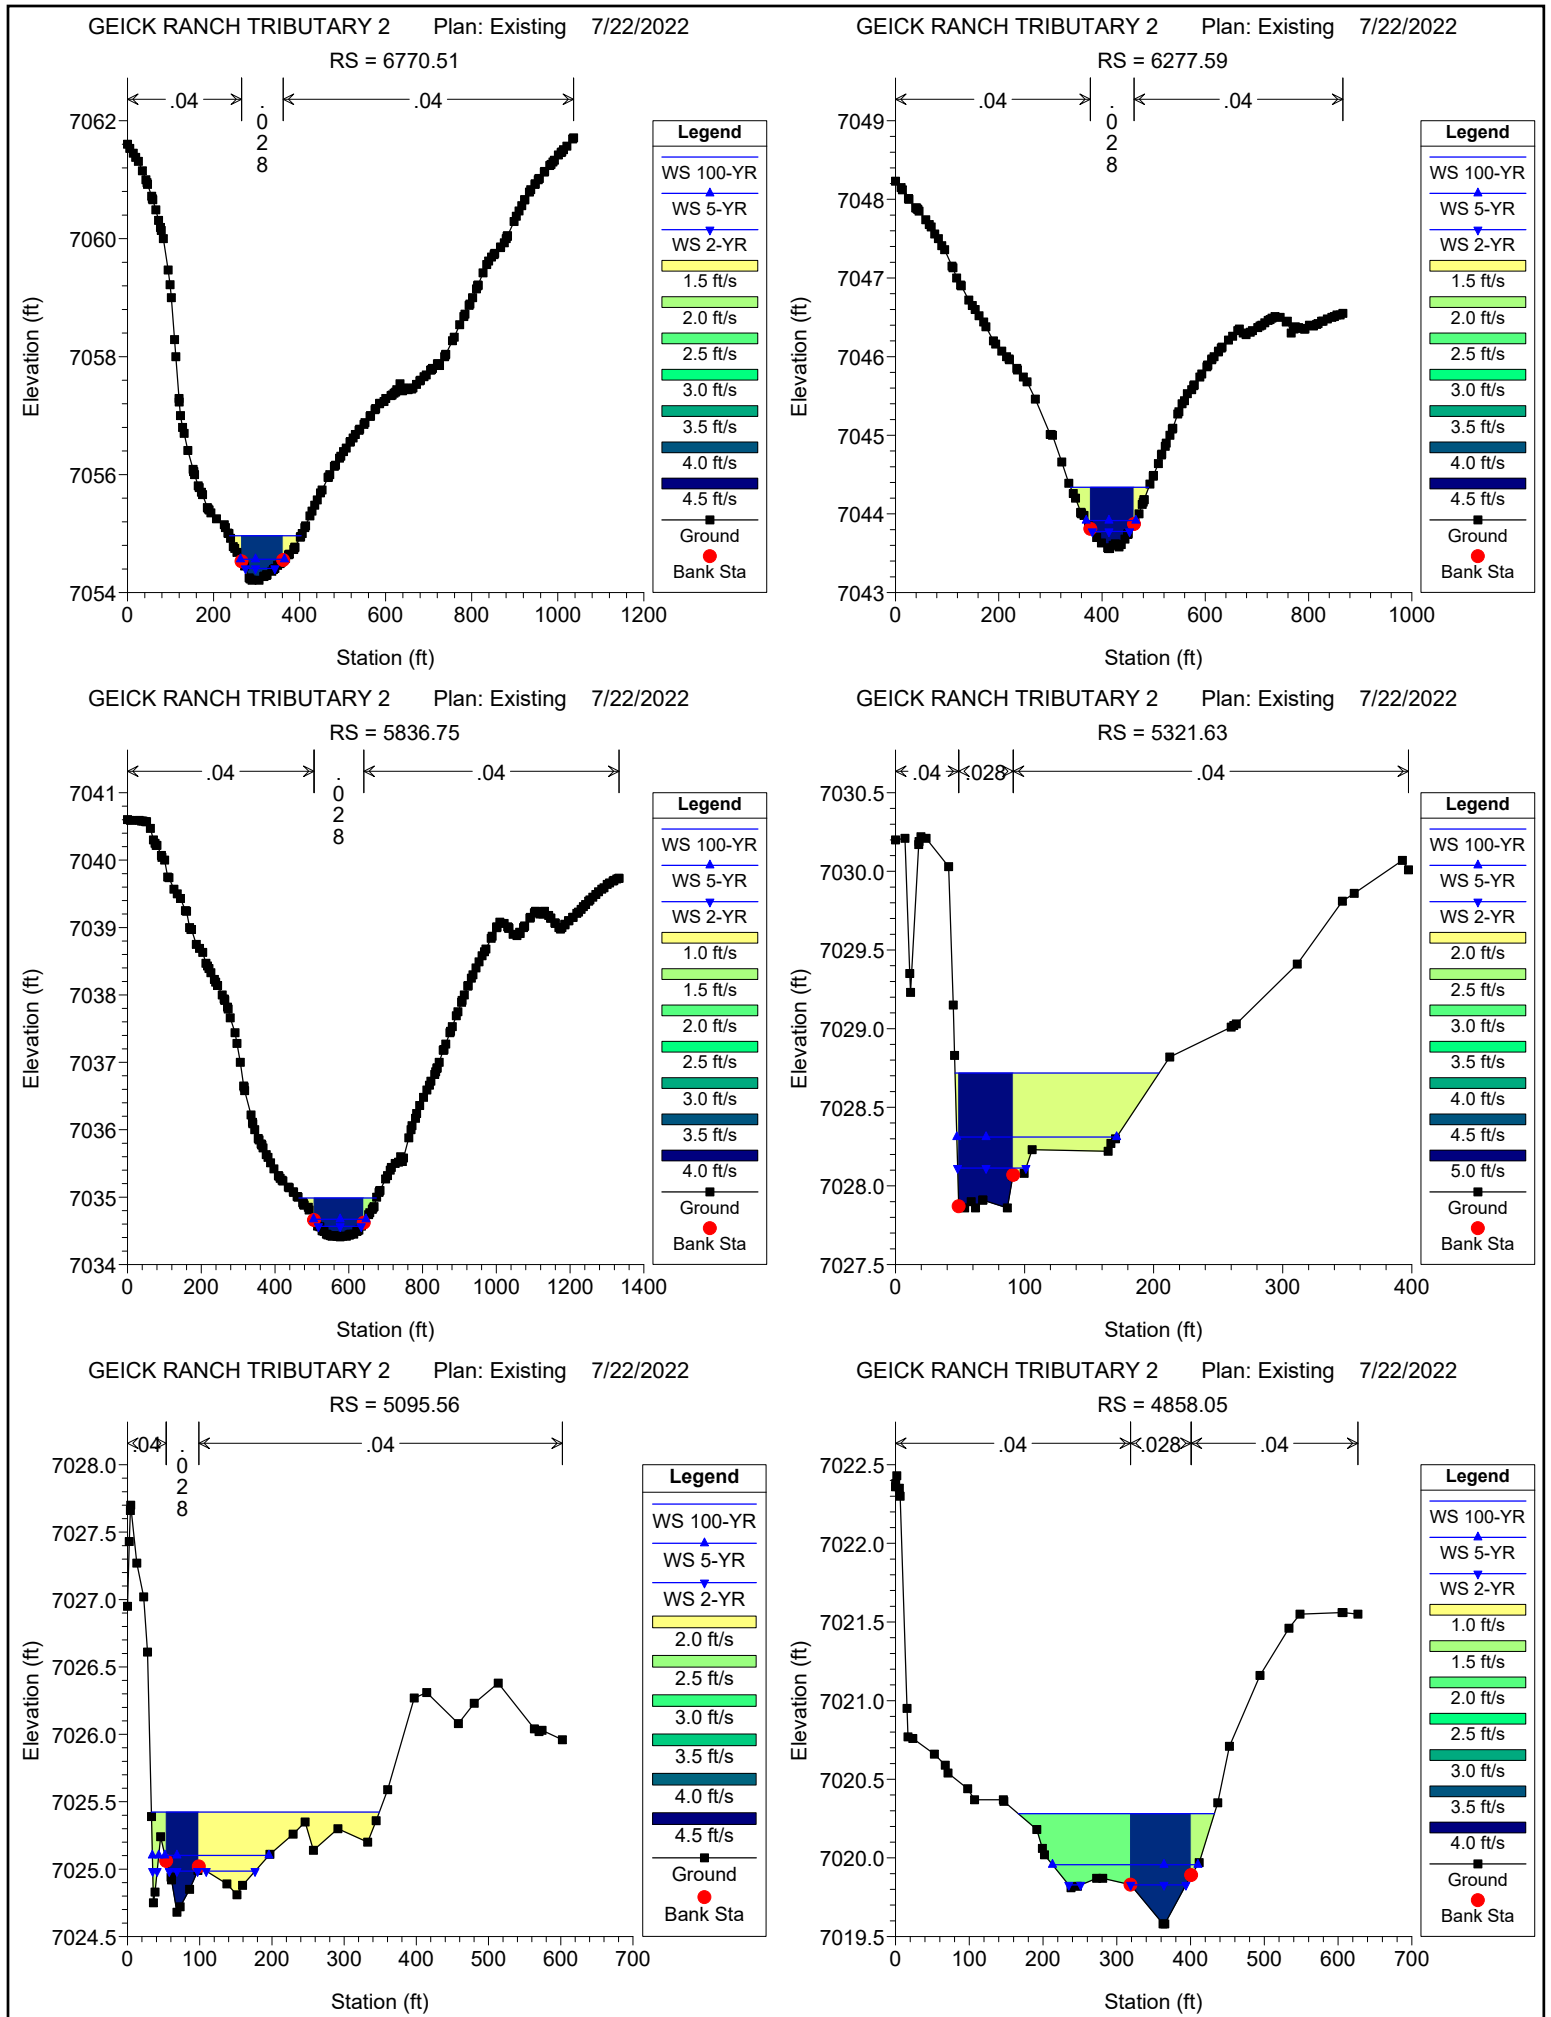 GEICK RANCH TRIBUTARY 2 Plan: Existing 7/22/2022
RS = 6770.51
.04 .028 .04
7062
7060
7058
7056
7054
Elevation (ft)
0 200 400 600 800 1000 1200
Station (ft)
Legend
WS 100-YR
WS 5-YR
WS 2-YR
1.5 ft/s
2.0 ft/s
2.5 ft/s
3.0 ft/s
3.5 ft/s
4.0 ft/s
4.5 ft/s
Ground
Bank Sta
GEICK RANCH TRIBUTARY 2 Plan: Existing 7/22/2022
RS = 6277.59
.04 .028 .04
7049
7048
7047
7046
7045
7044
7043
Elevation (ft)
0 200 400 600 800 1000
Station (ft)
Legend
WS 100-YR
WS 5-YR
WS 2-YR
1.5 ft/s
2.0 ft/s
2.5 ft/s
3.0 ft/s
3.5 ft/s
4.0 ft/s
4.5 ft/s
Ground
Bank Sta
GEICK RANCH TRIBUTARY 2 Plan: Existing 7/22/2022
RS = 5836.75
.04 .028 .04
7041
7040
7039
7038
7037
7036
7035
7034
Elevation (ft)
0 200 400 600 800 1000 1200 1400
Station (ft)
Legend
WS 100-YR
WS 5-YR
WS 2-YR
1.0 ft/s
1.5 ft/s
2.0 ft/s
2.5 ft/s
3.0 ft/s
3.5 ft/s
4.0 ft/s
Ground
Bank Sta
GEICK RANCH TRIBUTARY 2 Plan: Existing 7/22/2022
RS = 5321.63
.04 .028 .04
7030.5
7030.0
7029.5
7029.0
7028.5
7028.0
7027.5
Elevation (ft)
0 100 200 300 400
Station (ft)
Legend
WS 100-YR
WS 5-YR
WS 2-YR
2.0 ft/s
2.5 ft/s
3.0 ft/s
3.5 ft/s
4.0 ft/s
4.5 ft/s
5.0 ft/s
Ground
Bank Sta
GEICK RANCH TRIBUTARY 2 Plan: Existing 7/22/2022
RS = 5095.56
.04 .028 .04
7028.0
7027.5
7027.0
7026.5
7026.0
7025.5
7025.0
7024.5
Elevation (ft)
0 100 200 300 400 500 600 700
Station (ft)
Legend
WS 100-YR
WS 5-YR
WS 2-YR
2.0 ft/s
2.5 ft/s
3.0 ft/s
3.5 ft/s
4.0 ft/s
4.5 ft/s
Ground
Bank Sta
GEICK RANCH TRIBUTARY 2 Plan: Existing 7/22/2022
RS = 4858.05
.04 .028 .04
7022.5
7022.0
7021.5
7021.0
7020.5
7020.0
7019.5
Elevation (ft)
0 100 200 300 400 500 600 700
Station (ft)
Legend
WS 100-YR
WS 5-YR
WS 2-YR
1.0 ft/s
1.5 ft/s
2.0 ft/s
2.5 ft/s
3.0 ft/s
3.5 ft/s
4.0 ft/s
Ground
Bank Sta